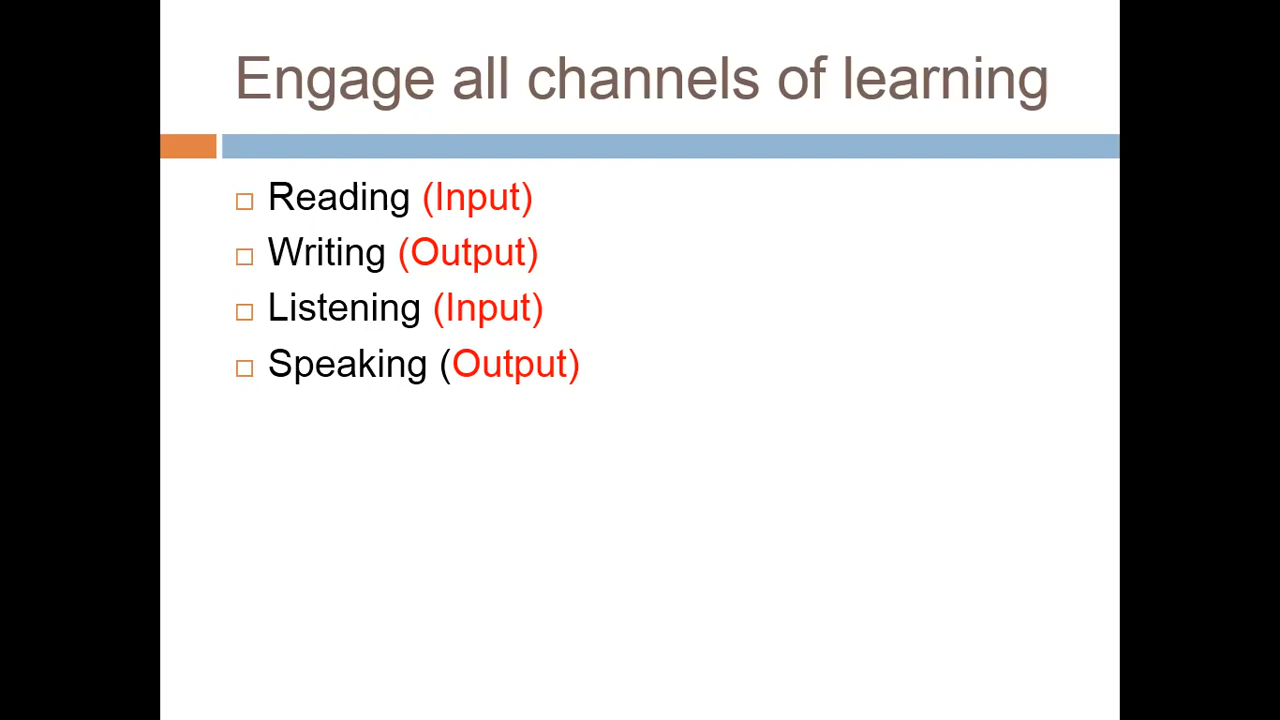 Engage all channels of learning
Reading (Input)
Writing (Output)
Listening (Input)
Speaking (Output)